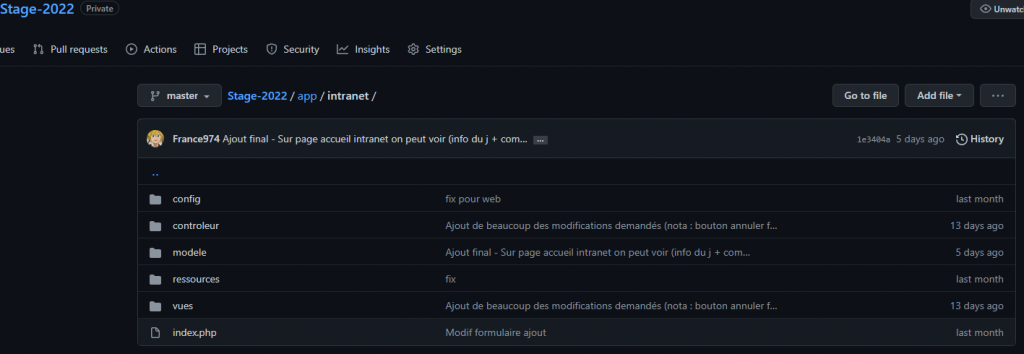 Stage-2022 Private Unwatc
ues Pull requests Actions Projects Security Insights Settings
master Stage-2022 / app / intranet / Go to file Add file ...
France974 Ajout final - Sur page accueil intranet on peut voir (info du j + com... ... 1e3404a 5 days ago History
..
config fix pour web last month
controleur Ajout de beaucoup des modifications demandés (nota : bouton annuler f... 13 days ago
modele Ajout final - Sur page accueil intranet on peut voir (info du j + com... 5 days ago
ressources fix last month
vues Ajout de beaucoup des modifications demandés (nota : bouton annuler f... 13 days ago
index.php Modif formulaire ajout last month